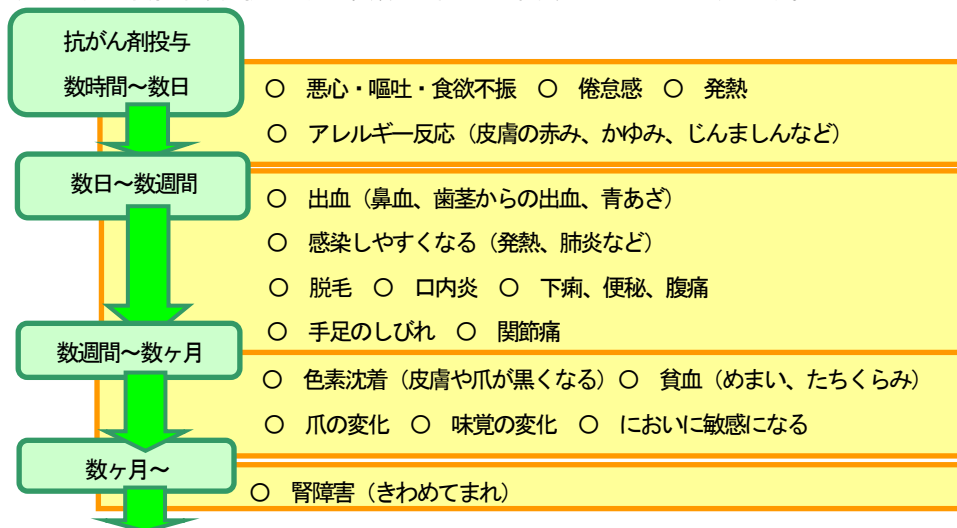 抗がん剤投与
数時間～数日
○ 悪心・嘔吐・食欲不振 ○ 倦怠感 ○ 発熱
○ アレルギー反応（皮膚の赤み、かゆみ、じんましんなど）
数日～数週間
○ 出血（鼻血、歯茎からの出血、青あざ）
○ 感染しやすくなる（発熱、肺炎など）
○ 脱毛 ○ 口内炎 ○ 下痢、便秘、腹痛
○ 手足のしびれ ○ 関節痛
数週間～数ヶ月
○ 色素沈着（皮膚や爪が黒くなる）○ 貧血（めまい、たちくらみ）
○ 爪の変化 ○ 味覚の変化 ○ においに敏感になる
数ヶ月～
○ 腎障害（きわめてまれ）